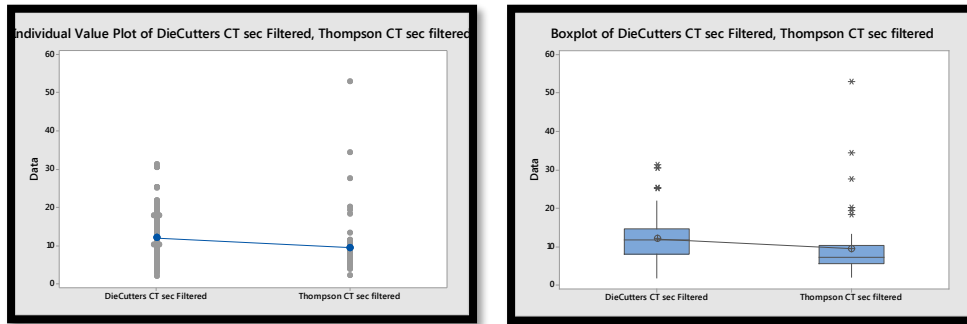 Individual Value Plot of DieCutters CT sec Filtered, Thompson CT sec filtered
60
50
40
30
20
10
0
Data
DieCutters CT sec Filtered
Thompson CT sec filtered
Boxplot of DieCutters CT sec Filtered, Thompson CT sec filtered
60
50
40
30
20
10
0
Data
DieCutters CT sec Filtered
Thompson CT sec filtered